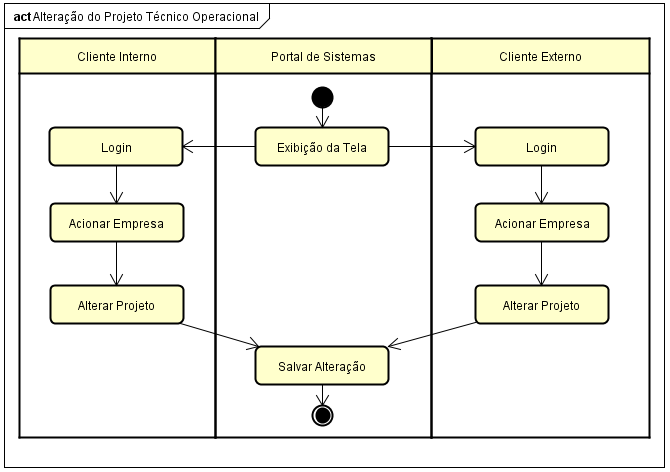 act Alteração do Projeto Técnico Operacional
Cliente Interno
Portal de Sistemas
Cliente Externo
Login
Exibição da Tela
Login
Acionar Empresa
Acionar Empresa
Alterar Projeto
Alterar Projeto
Salvar Alteração